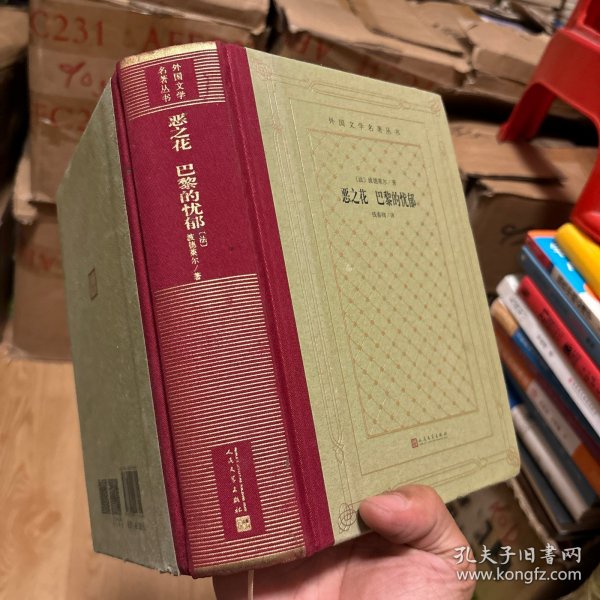 外国文学
名著丛书
恶之花 巴黎的忧郁
〔法〕
波德莱尔/著
人民文学出版社
外国文学名著丛书
〔法〕波德莱尔/著
恶之花 巴黎的忧郁
钱春绮/译
人民文学出版社
C231
孔夫子旧书网
www.kongfz.com